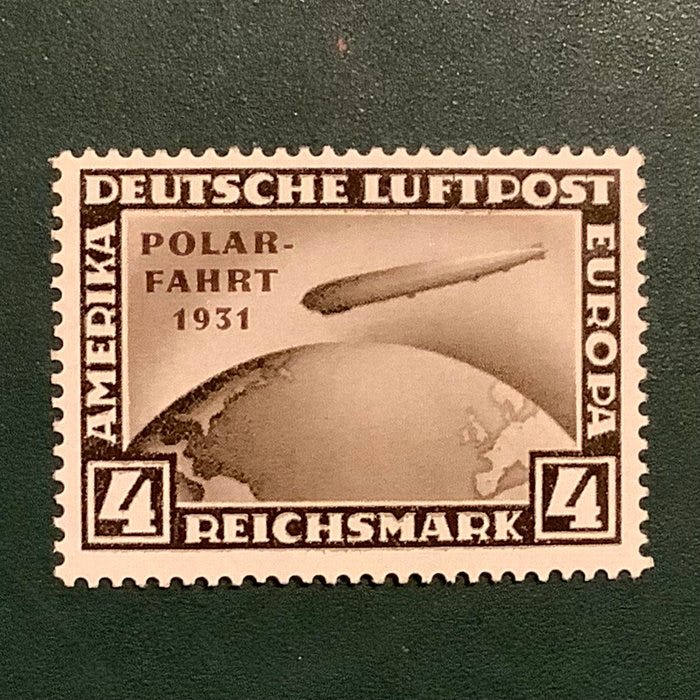 DEUTSCHE LUFTPOST
AMERIKA
POLAR-
FAHRT
1931
EUROPA
4
REICHSMARK
4